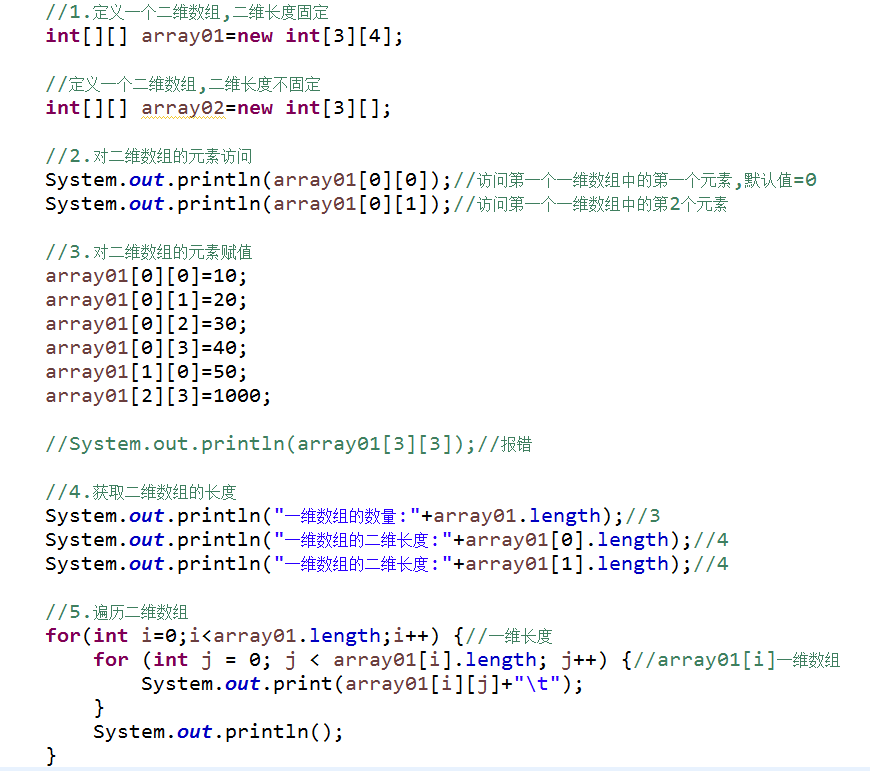 //1.定义一个二维数组,二维长度固定
int[][] array01=new int[3][4];
//定义一个二维数组,二维长度不固定
int[][] array02=new int[3][];
//2.对二维数组的元素访问
System.out.println(array01[0][0]);//访问第一个一维数组中的第一个元素,默认值=0
System.out.println(array01[0][1]);//访问第一个一维数组中的第2个元素
//3.对二维数组的元素赋值
array01[0][0]=10;
array01[0][1]=20;
array01[0][2]=30;
array01[0][3]=40;
array01[1][0]=50;
array01[2][3]=1000;
//System.out.println(array01[3][3]);//报错
//4.获取二维数组的长度
System.out.println("一维数组的数量:"+array01.length);//3
System.out.println("一维数组的二维长度:"+array01[0].length);//4
System.out.println("一维数组的二维长度:"+array01[1].length);//4
//5.遍历二维数组
for(int i=0;i<array01.length;i++) {//一维长度
for (int j = 0; j < array01[i].length; j++) {//array01[i]一维数组
System.out.print(array01[i][j]+"\t");
}
System.out.println();
}